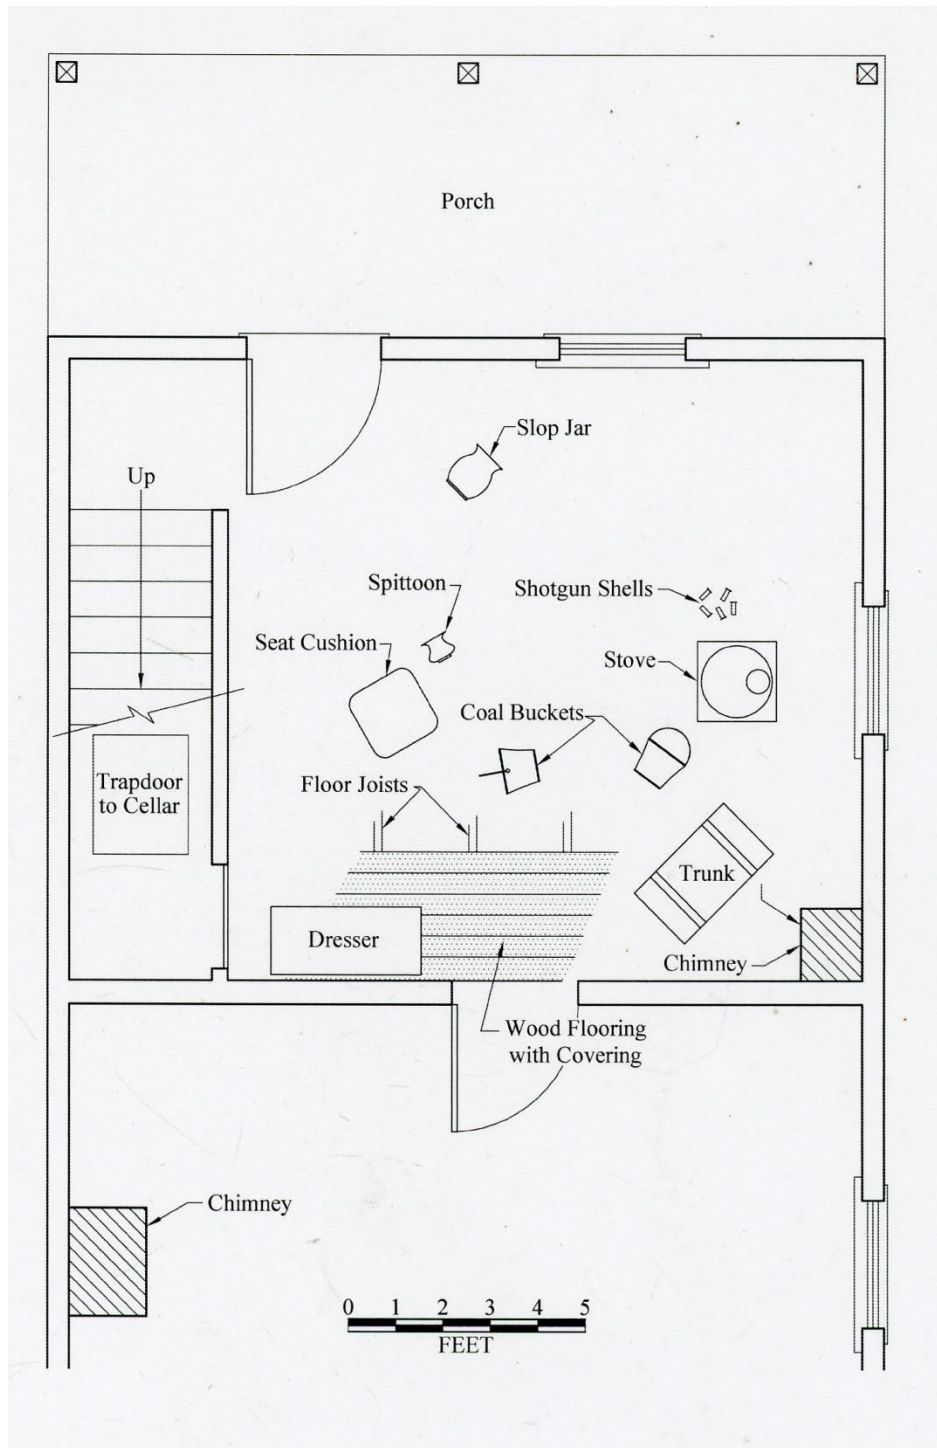 Porch
Slop Jar
Up
Spittoon
Shotgun Shells
Seat Cushion
Stove
Coal Buckets
Trapdoor
to Cellar
Floor Joists
Trunk
Dresser
Chimney
Wood Flooring
with Covering
Chimney
0 1 2 3 4 5
FEET